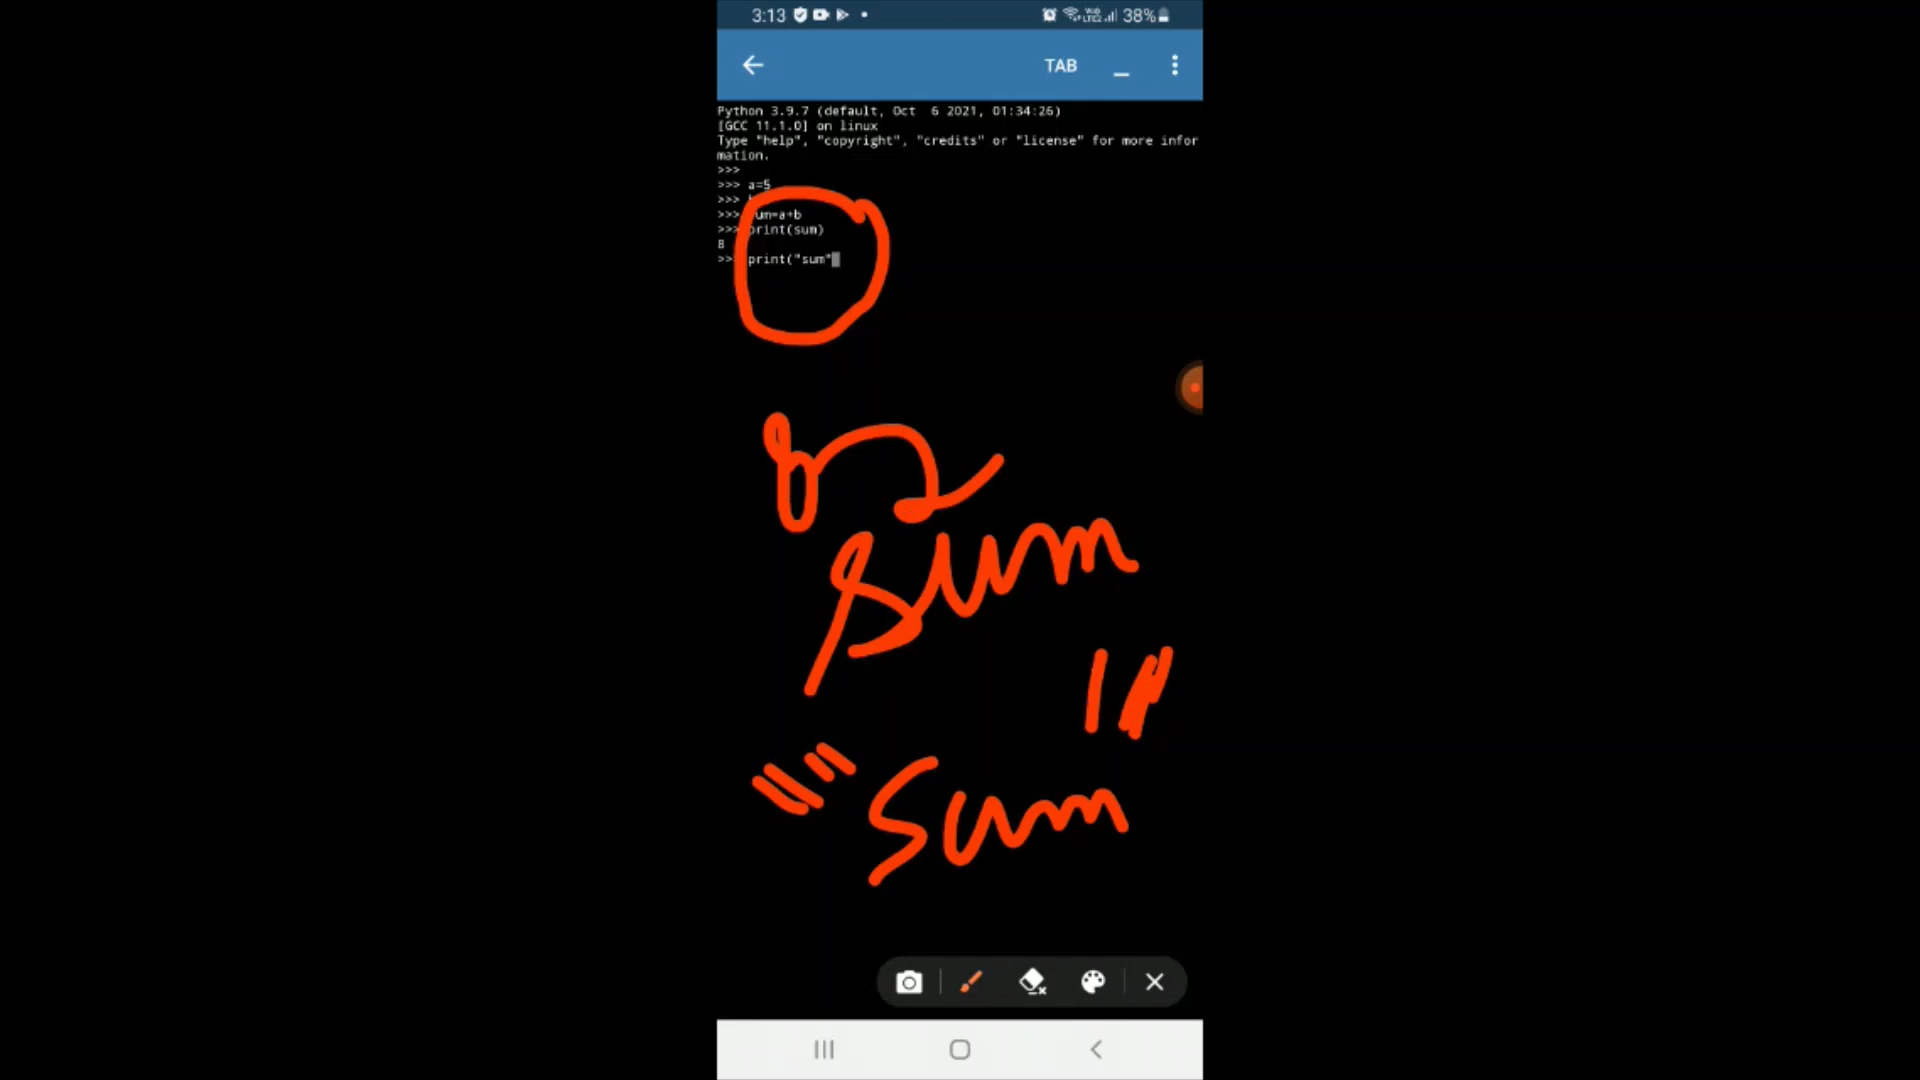 3:13 38%
TAB
Python 3.9.7 (default, Oct  6 2021, 01:34:26)
[GCC 11.1.0] on linux
Type "help", "copyright", "credits" or "license" for more infor
mation.
>>>
>>> a=5
>>>
>>> um=a+b
>>> print(sum)
8
>> print("sum"
sum
"" Sum